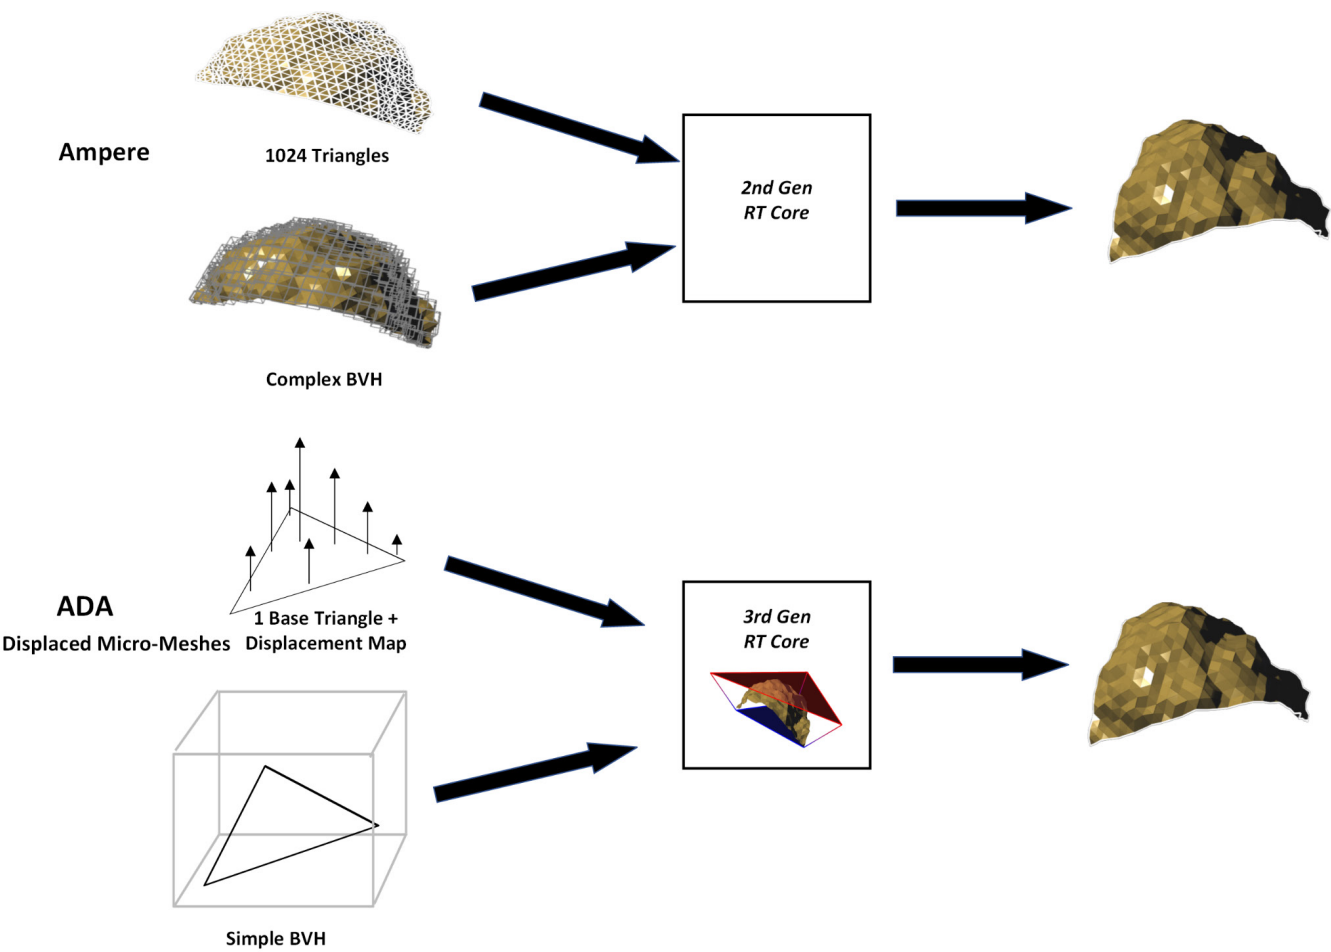 Ampere
1024 Triangles
2nd Gen
RT Core
Complex BVH
ADA
Displaced Micro-Meshes
1 Base Triangle +
Displacement Map
3rd Gen
RT Core
Simple BVH